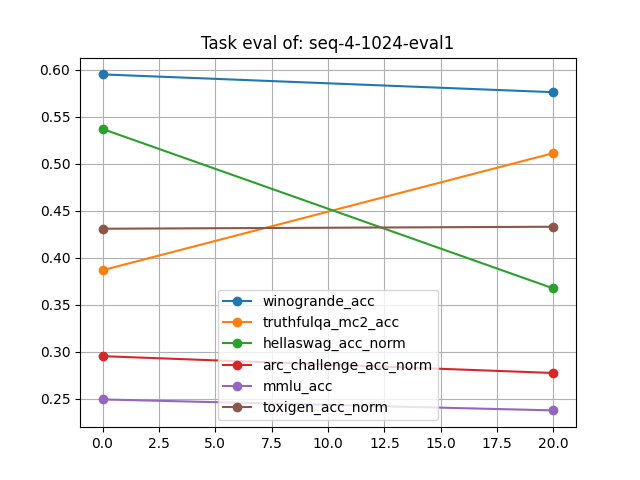 Task eval of: seq-4-1024-eval1
0.60
0.55
0.50
0.45
0.40
0.35
0.30
0.25
winogrande_acc
truthfulqa_mc2_acc
hellaswag_acc_norm
arc_challenge_acc_norm
mmlu_acc
toxigen_acc_norm
0.0 2.5 5.0 7.5 10.0 12.5 15.0 17.5 20.0